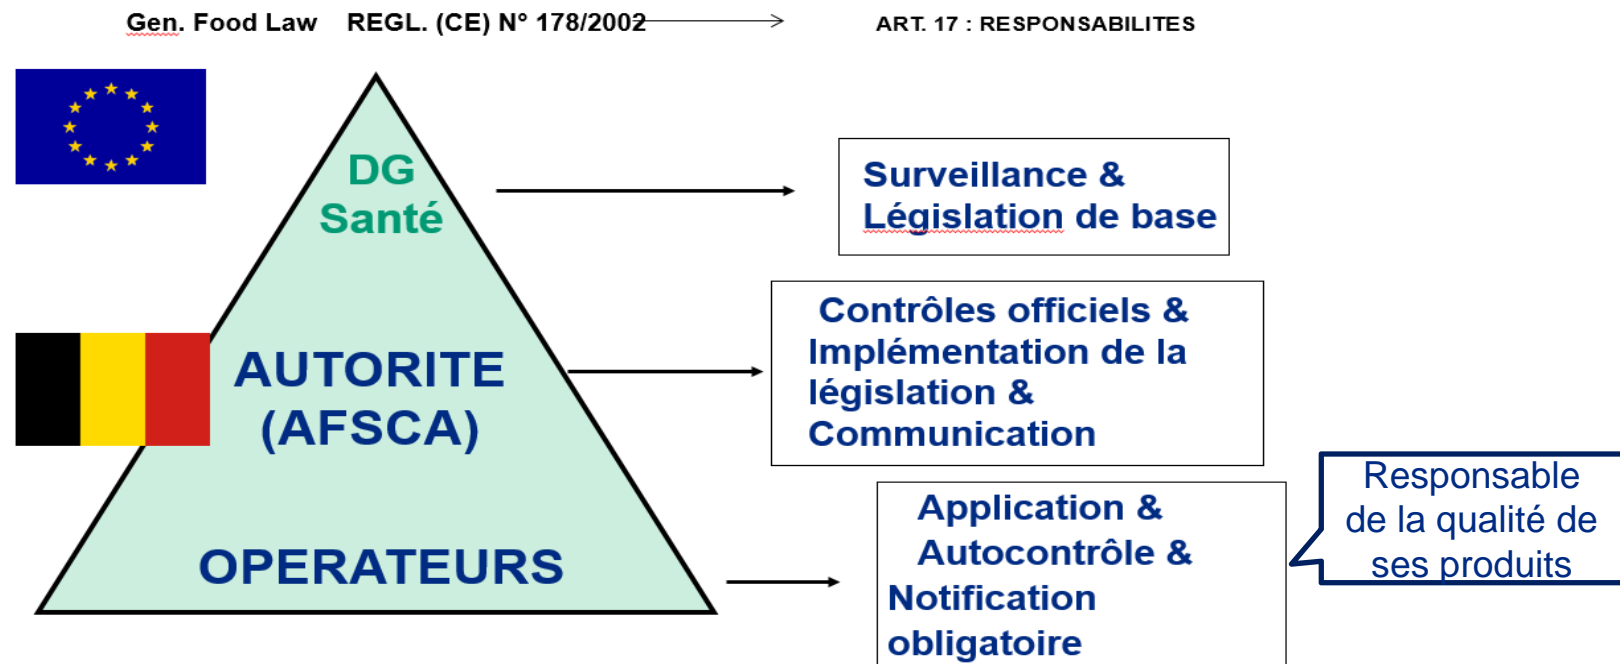 Gen. Food Law REGL. (CE) N° 178/2002
ART. 17 : RESPONSABILITES
DG
Santé
Surveillance &
Législation de base
AUTORITE
(AFSCA)
Contrôles officiels &
Implémentation de la
législation &
Communication
OPERATEURS
Application &
Autocontrôle &
Notification
obligatoire
Responsable
de la qualité de
ses produits